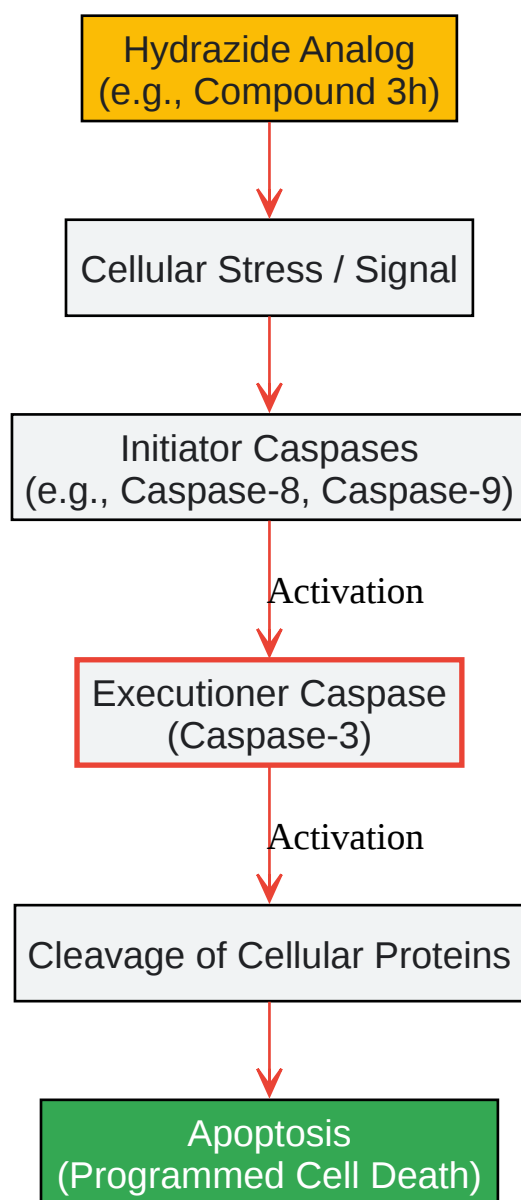 Hydrazide Analog
(e.g., Compound 3h)
Cellular Stress / Signal
Initiator Caspases
(e.g., Caspase-8, Caspase-9)
Activation
Executioner Caspase
(Caspase-3)
Activation
Cleavage of Cellular Proteins
Apoptosis
(Programmed Cell Death)